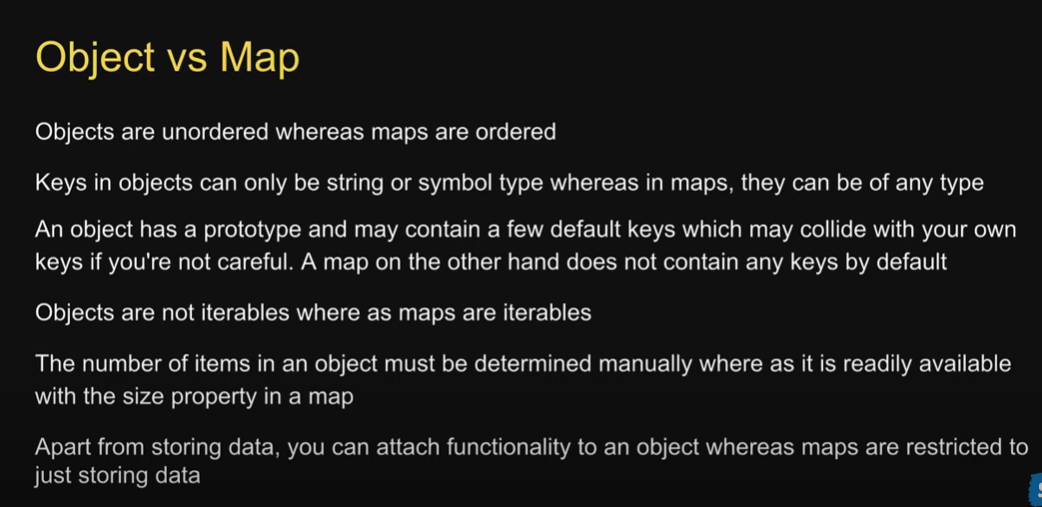 Object vs Map
Objects are unordered whereas maps are ordered
Keys in objects can only be string or symbol type whereas in maps, they can be of any type
An object has a prototype and may contain a few default keys which may collide with your own
keys if you're not careful. A map on the other hand does not contain any keys by default
Objects are not iterables where as maps are iterables
The number of items in an object must be determined manually where as it is readily available
with the size property in a map
Apart from storing data, you can attach functionality to an object whereas maps are restricted to
just storing data